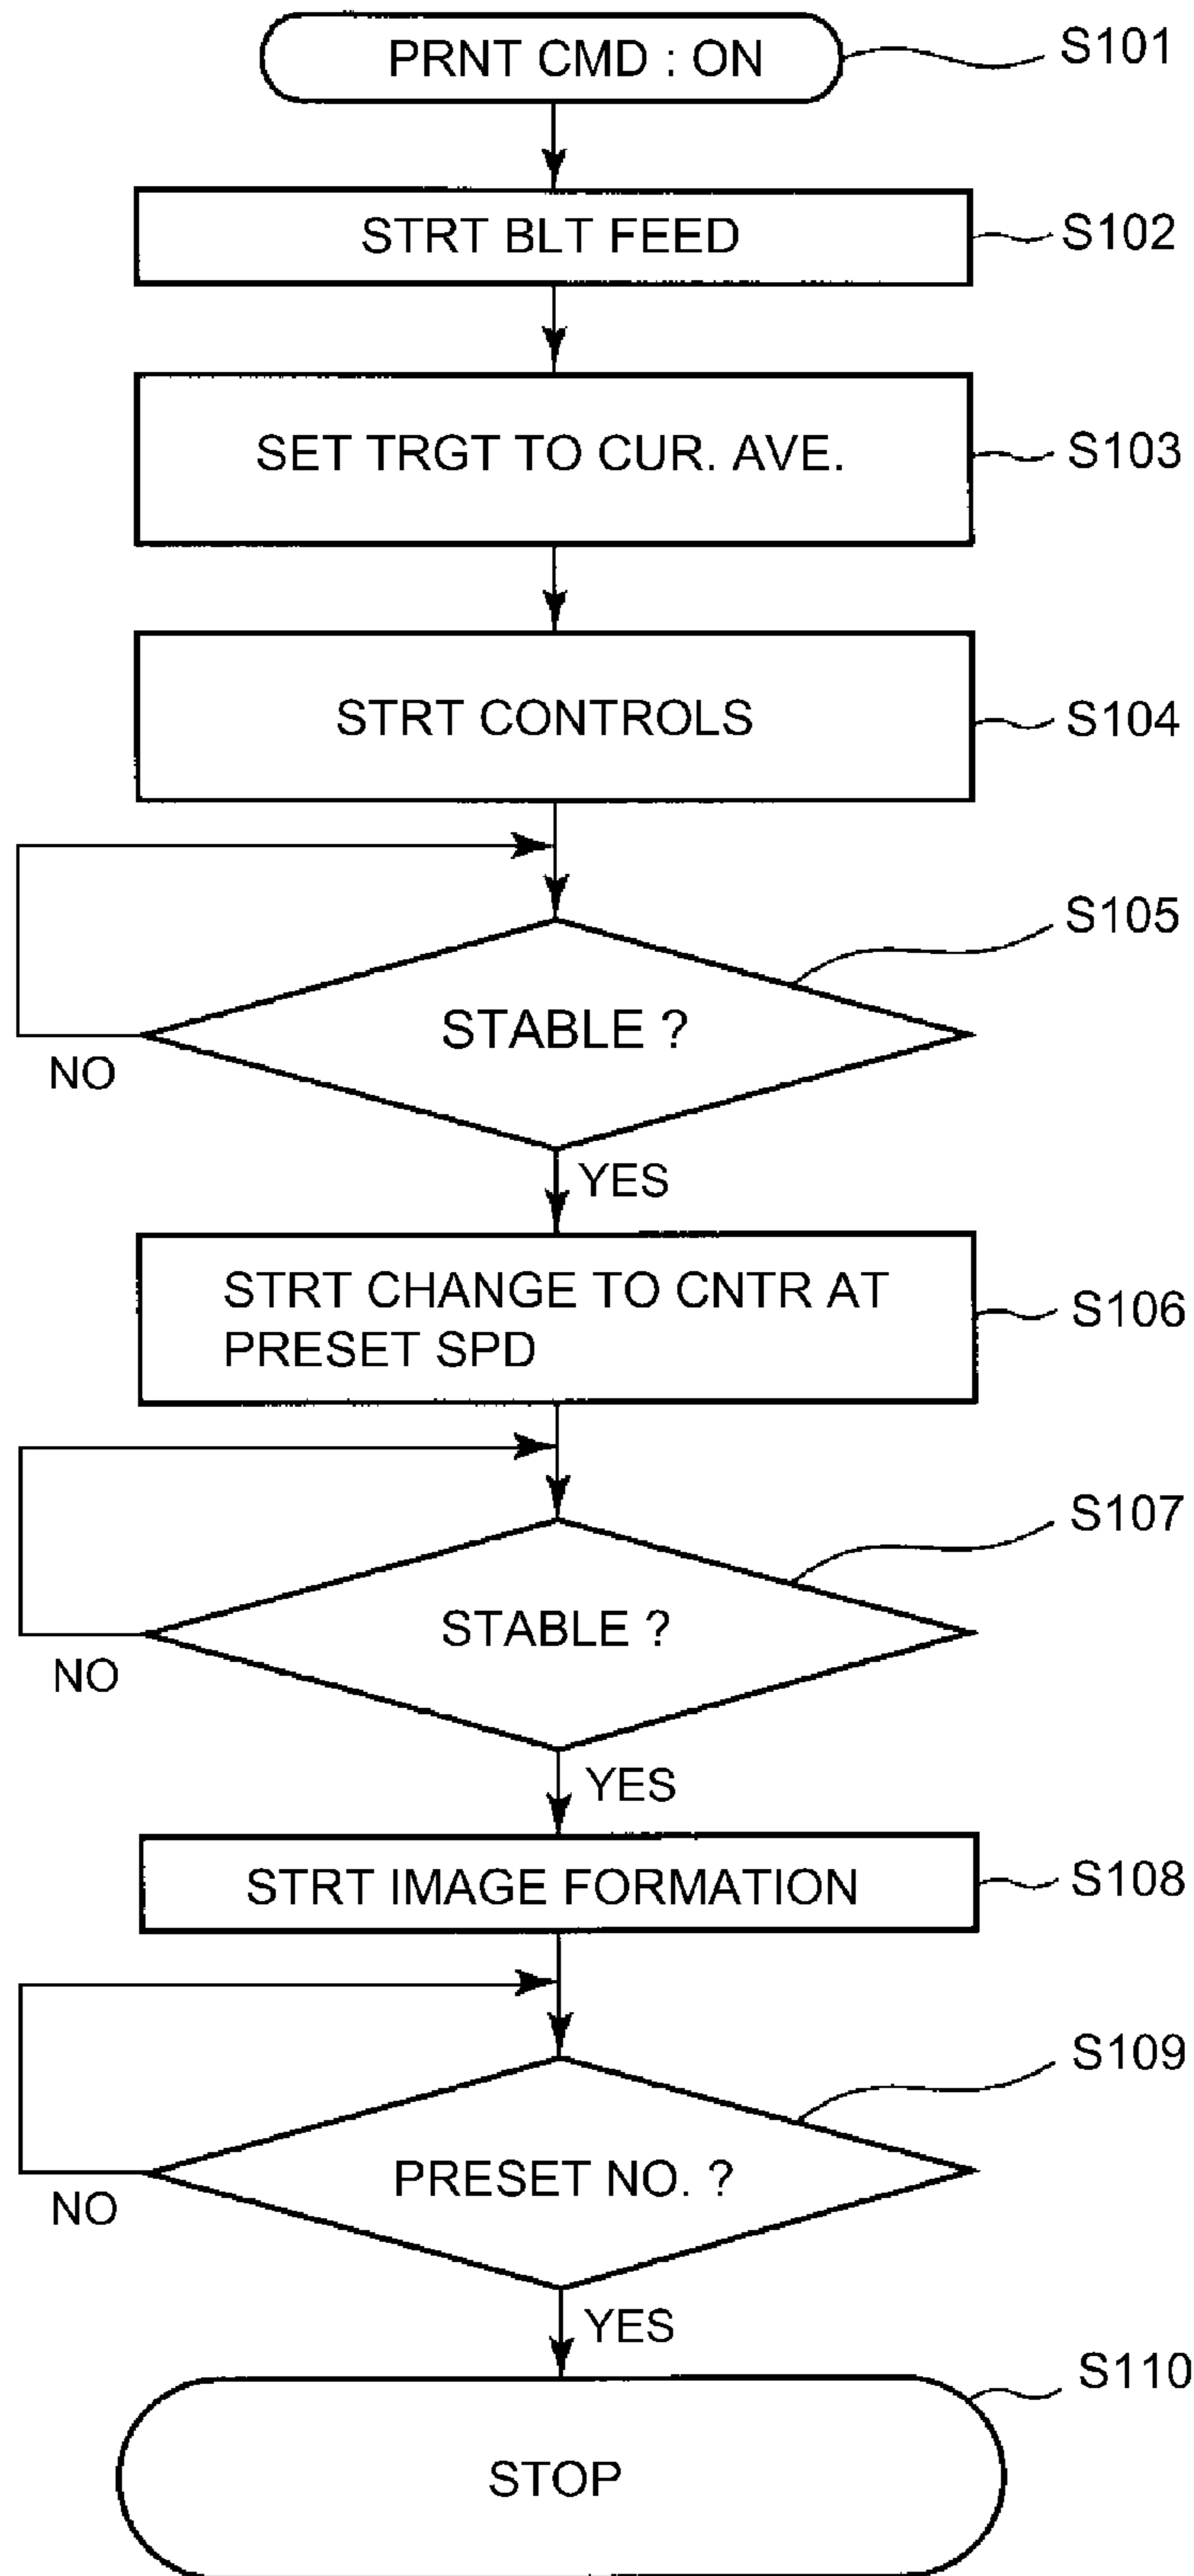 PRNT CMD : ON
S101
STRT BLT FEED
S102
SET TRGT TO CUR. AVE.
S103
STRT CONTROLS
S104
S105
STABLE ?
NO
YES
STRT CHANGE TO CNTR AT
PRESET SPD
S106
S107
STABLE ?
NO
YES
STRT IMAGE FORMATION
S108
S109
PRESET NO. ?
NO
YES
S110
STOP